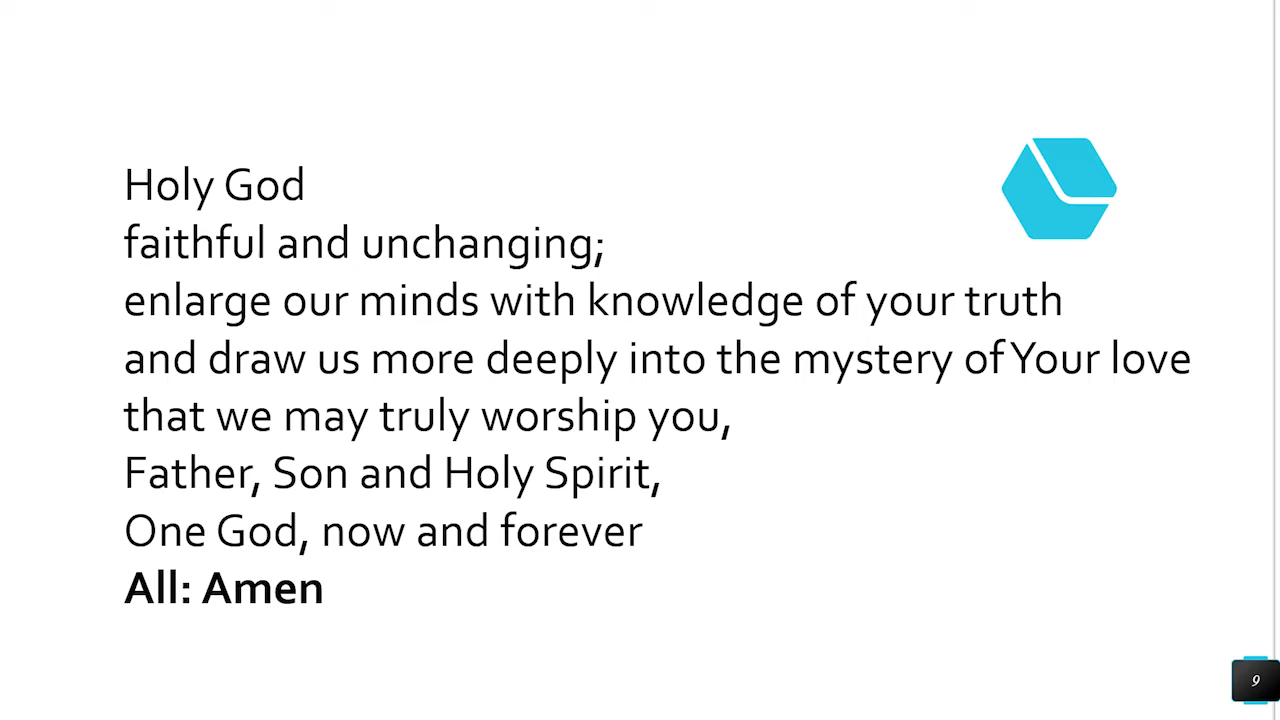 Holy God
faithful and unchanging;
enlarge our minds with knowledge of your truth
and draw us more deeply into the mystery of Your love
that we may truly worship you,
Father, Son and Holy Spirit,
One God, now and forever
All: Amen
9